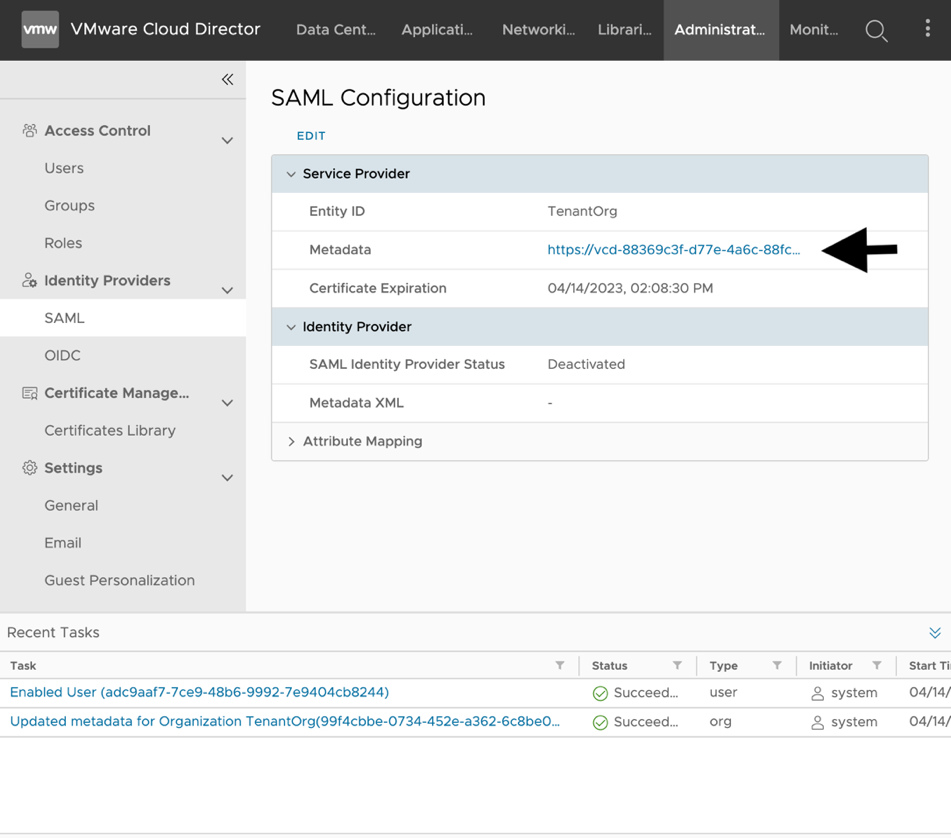 vmw VMware Cloud Director Data Cent... Applicati... Networki... Librari... Administrat... Monit...
Access Control
Users
Groups
Roles
Identity Providers
SAML
OIDC
Certificate Manage...
Certificates Library
Settings
General
Email
Guest Personalization
SAML Configuration
EDIT
Service Provider
Entity ID TenantOrg
Metadata https://vcd-88369c3f-d77e-4a6c-88fc...
Certificate Expiration 04/14/2023, 02:08:30 PM
Identity Provider
SAML Identity Provider Status Deactivated
Metadata XML -
Attribute Mapping
Recent Tasks
Task Status Type Initiator Start Ti
Enabled User (adc9aaf7-7ce9-48b6-9992-7e9404cb8244) Succeed... user system 04/14/
Updated metadata for Organization TenantOrg(99f4cbbe-0734-452e-a362-6c8be0... Succeed... org system 04/14/